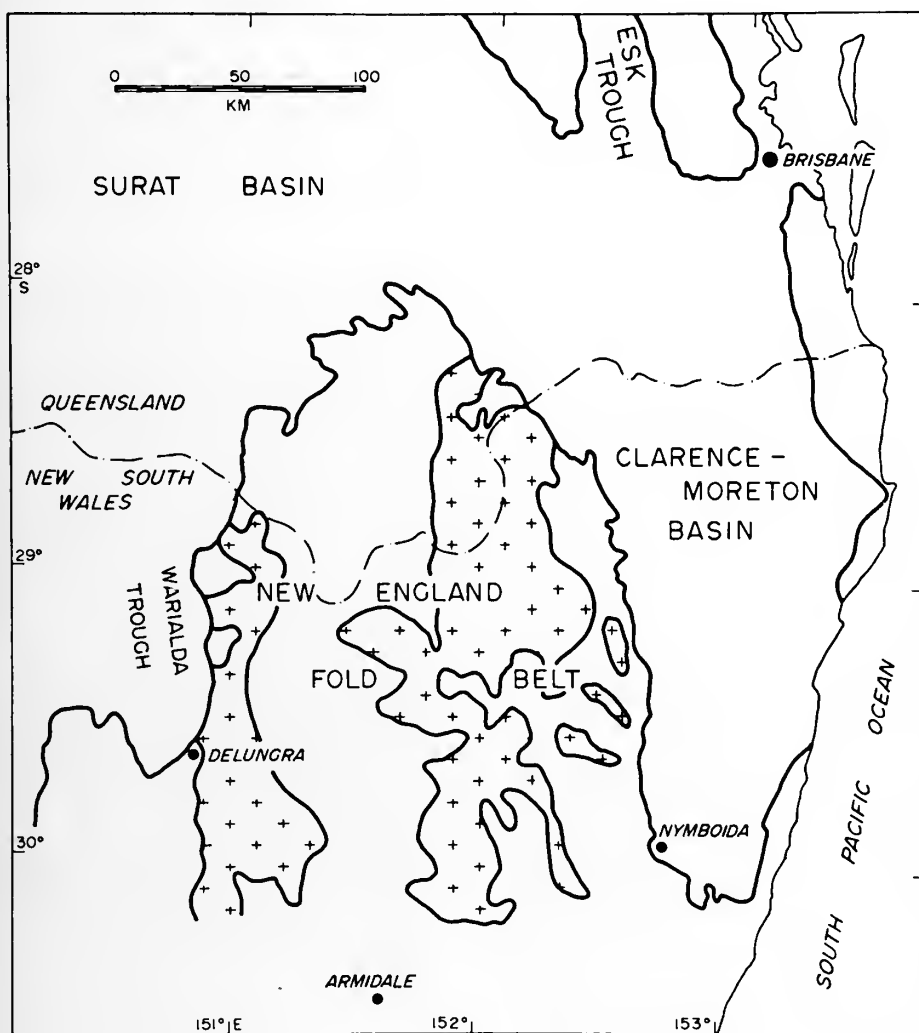 0 50 100
KM
ESK
TROUGH
BRISBANE
SURAT BASIN
28°
S
QUEENSLAND
NEW SOUTH
WALES
CLARENCE –
MORETON
BASIN
29°
WARIALDA
TROUGH
NEW ENGLAND
FOLD BELT
DELUNGRA
30°
NYMBOIDA
SOUTH PACIFIC OCEAN
ARMIDALE
151°E 152° 153°